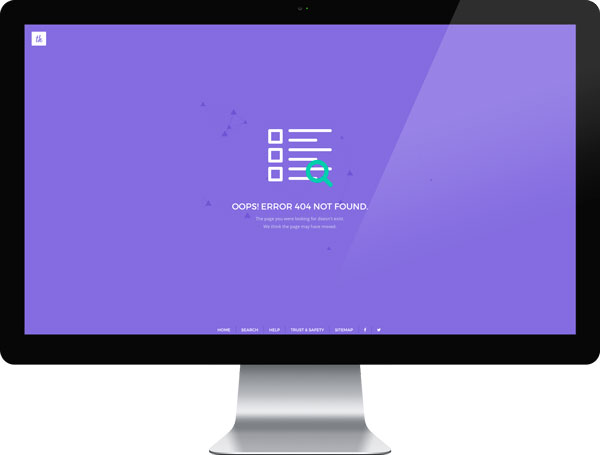 tk
OOPS! ERROR 404 NOT FOUND.
The page you were looking for doesn't exist.
We think the page may have moved.
HOME SEARCH HELP TRUST & SAFETY SITEMAP f